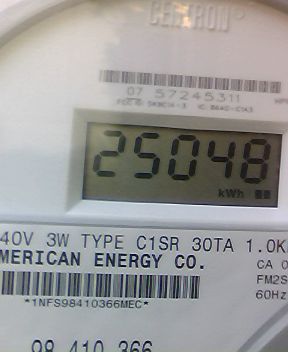 CENTRON®
07 57245311
25048
kWh
40V 3W TYPE C1SR 30TA 1.0K
MERICAN ENERGY CO.
CA 0
FM2S
60Hz
*1NFS98410366MEC*
98 410 366